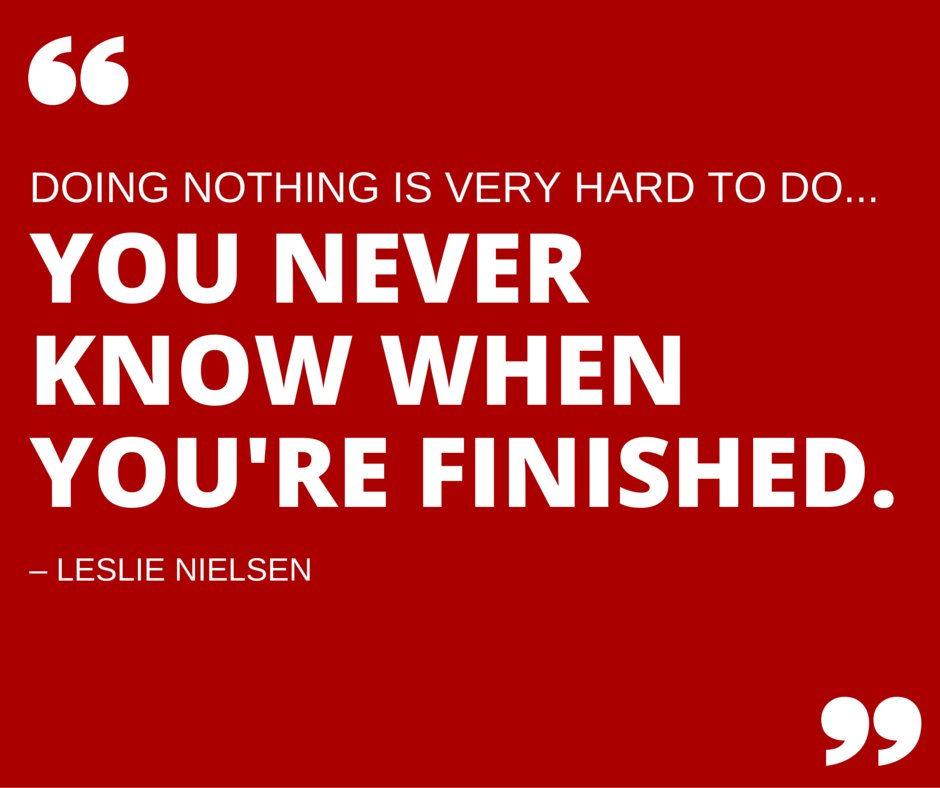 “
DOING NOTHING IS VERY HARD TO DO...
YOU NEVER
KNOW WHEN
YOU'RE FINISHED.
– LESLIE NIELSEN
”